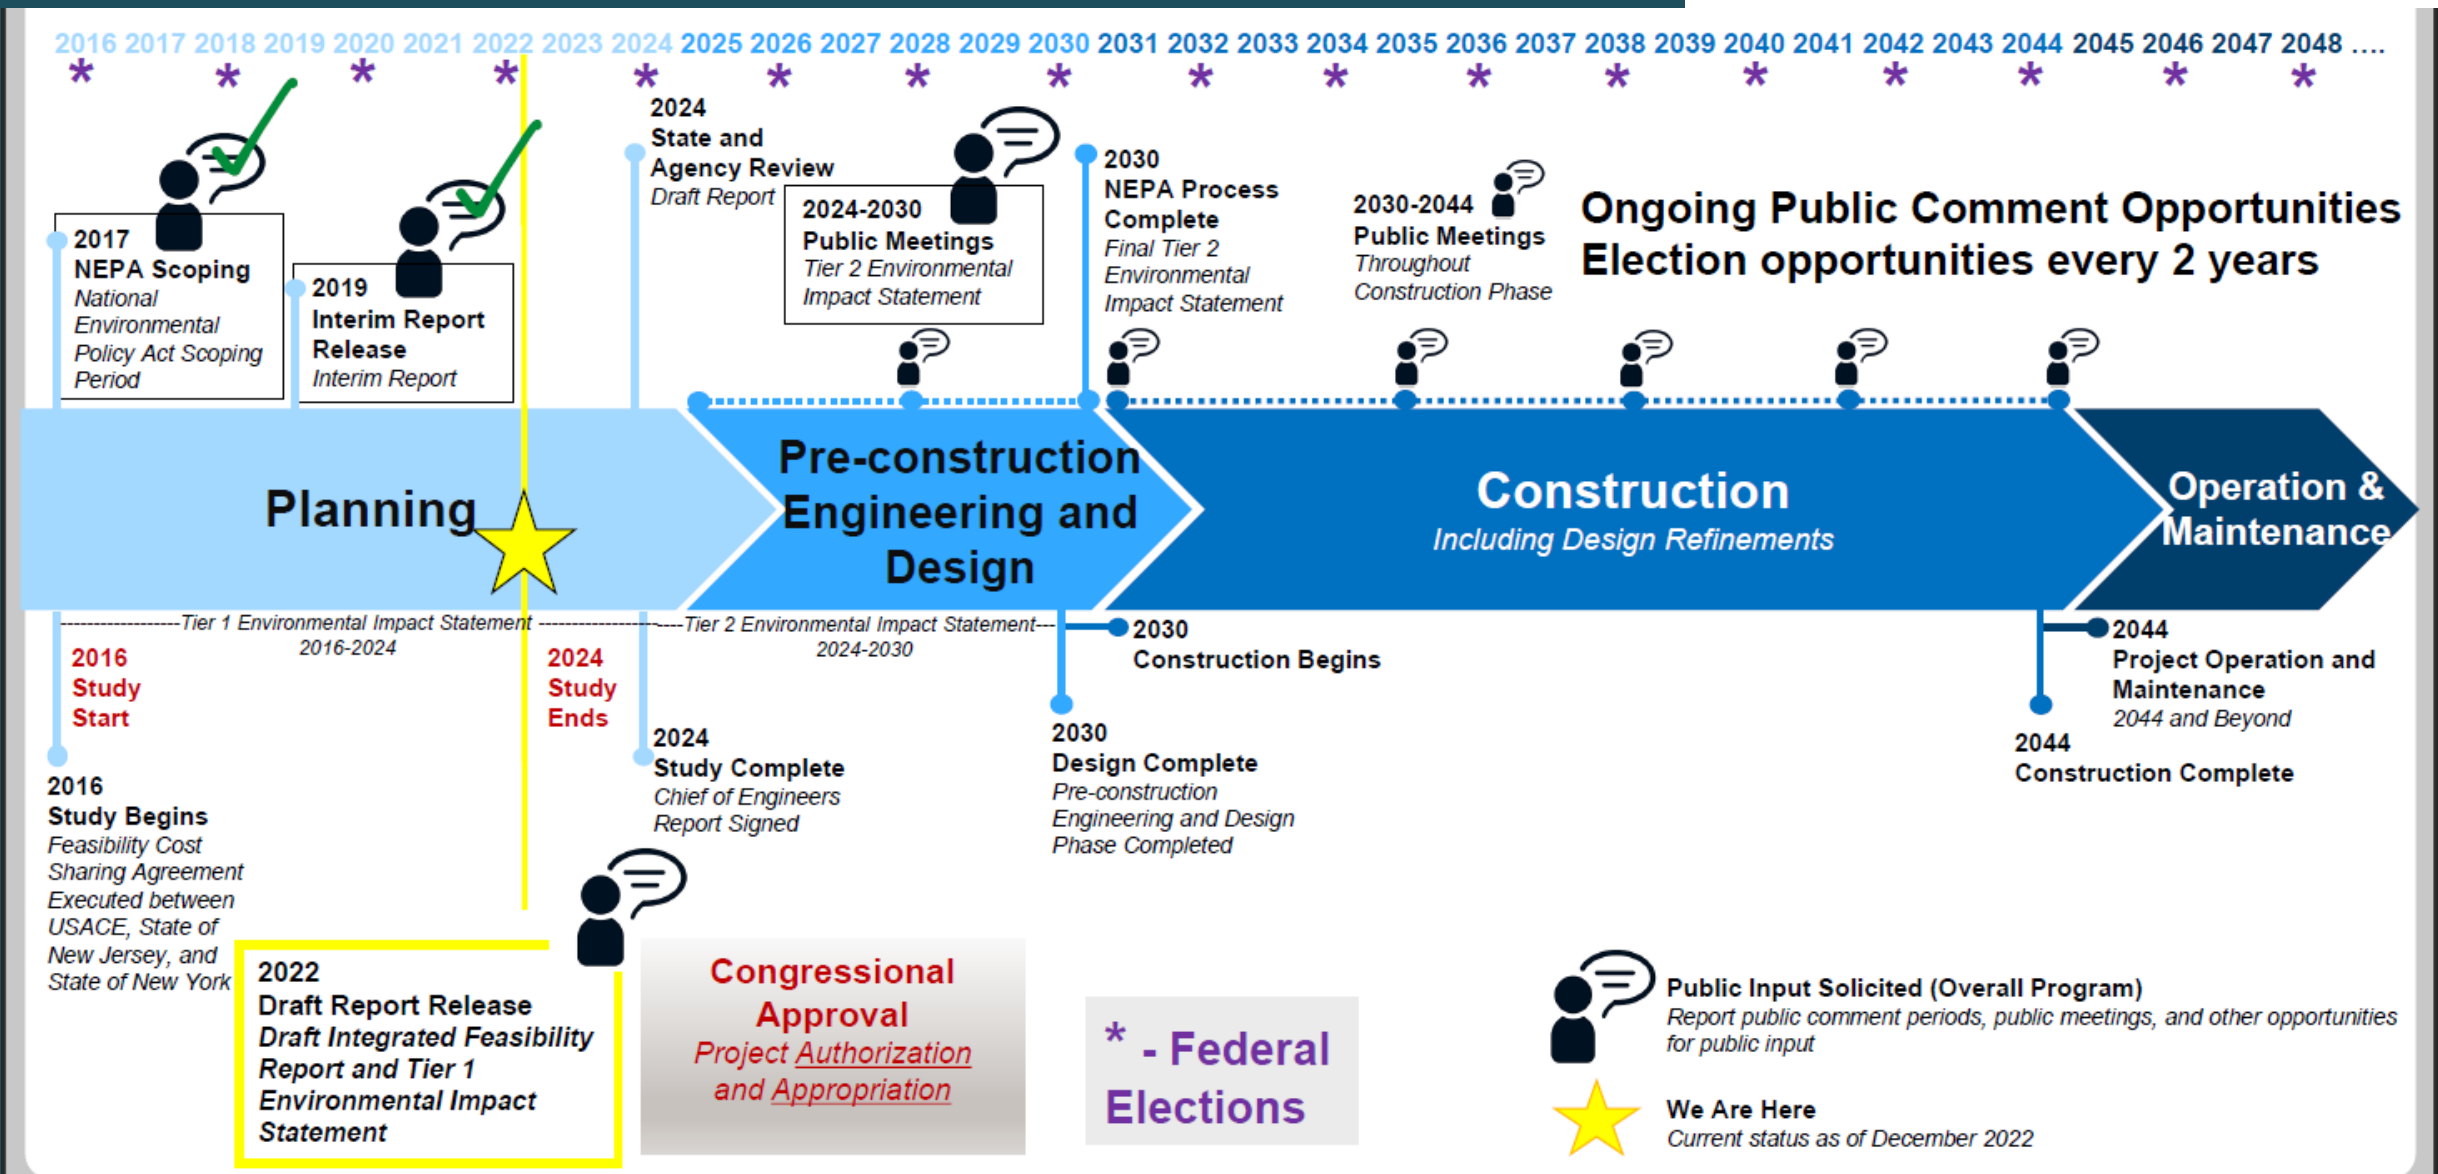 2016 2017 2018 2019 2020 2021 2022 2023 2024 2025 2026 2027 2028 2029 2030 2031 2032 2033 2034 2035 2036 2037 2038 2039 2040 2041 2042 2043 2044 2045 2046 2047 2048 ....
* * * * * * * * * * * * * * * * *
2017
NEPA Scoping
National
Environmental
Policy Act Scoping
Period
2019
Interim Report
Release
Interim Report
2024
State and
Agency Review
Draft Report
2024-2030
Public Meetings
Tier 2 Environmental
Impact Statement
2030
NEPA Process
Complete
Final Tier 2
Environmental
Impact Statement
2030-2044
Public Meetings
Throughout
Construction Phase
Ongoing Public Comment Opportunities
Election opportunities every 2 years
Planning
Pre-construction
Engineering and
Design
Construction
Including Design Refinements
Operation &
Maintenance
------------------Tier 1 Environmental Impact Statement ------------------
2016-2024
----Tier 2 Environmental Impact Statement---
2024-2030
2016
Study
Start
2024
Study
Ends
2016
Study Begins
Feasibility Cost
Sharing Agreement
Executed between
USACE, State of
New Jersey, and
State of New York
2024
Study Complete
Chief of Engineers
Report Signed
2030
Construction Begins
2030
Design Complete
Pre-construction
Engineering and Design
Phase Completed
2044
Project Operation and
Maintenance
2044 and Beyond
2044
Construction Complete
2022
Draft Report Release
Draft Integrated Feasibility
Report and Tier 1
Environmental Impact
Statement
Congressional
Approval
Project Authorization
and Appropriation
* - Federal
Elections
Public Input Solicited (Overall Program)
Report public comment periods, public meetings, and other opportunities
for public input
We Are Here
Current status as of December 2022